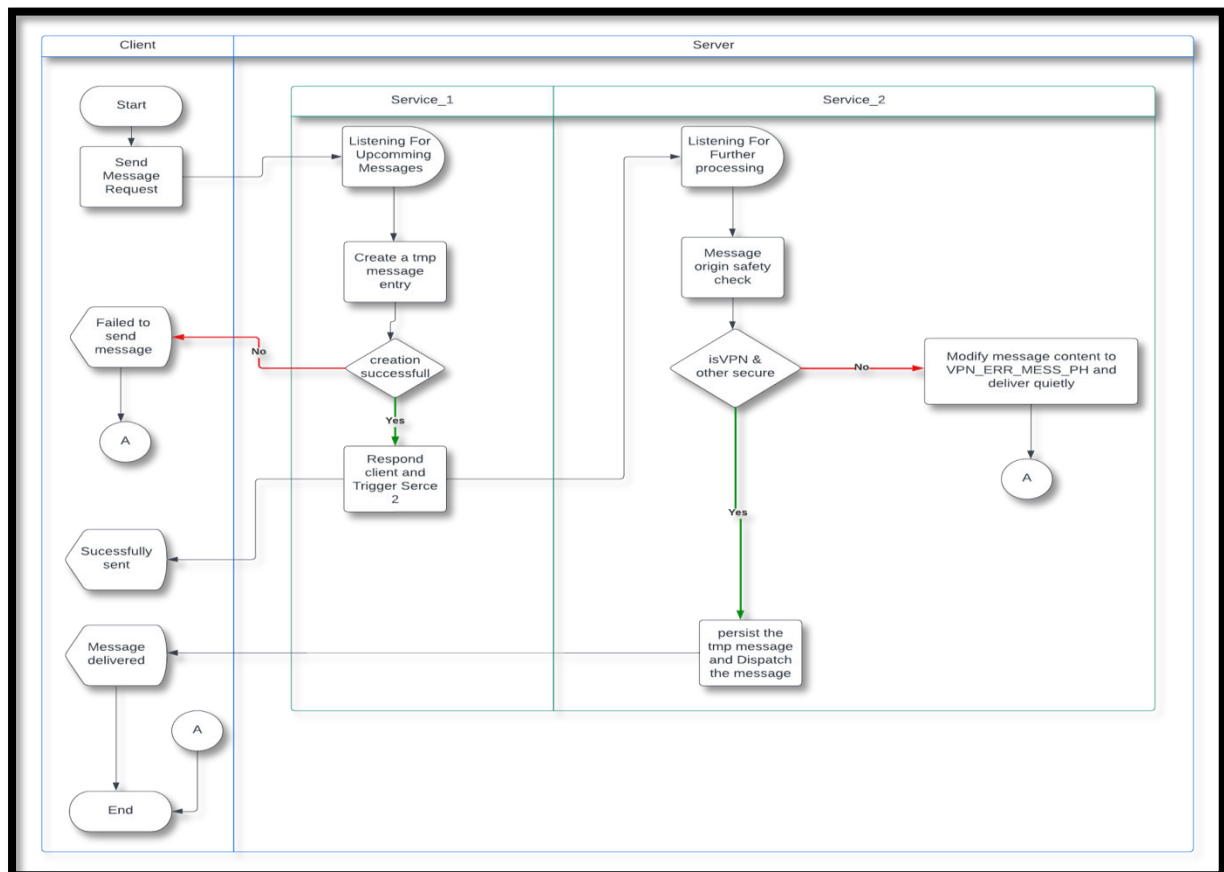 Client
Server
Service_1
Service_2
Start
Send
Message
Request
Listening For
Upcomming
Messages
Listening For
Further
processing
Create a tmp
message
entry
Message
origin safety
check
Failed to
send
message
No
creation
successfull
isVPN &
other secure
No
Modify message content to
VPN_ERR_MESS_PH and
deliver quietly
Yes
A
Respond
client and
Trigger Serce
2
A
Yes
Sucessfully
sent
Message
delivered
persist the
tmp message
and Dispatch
the message
A
End